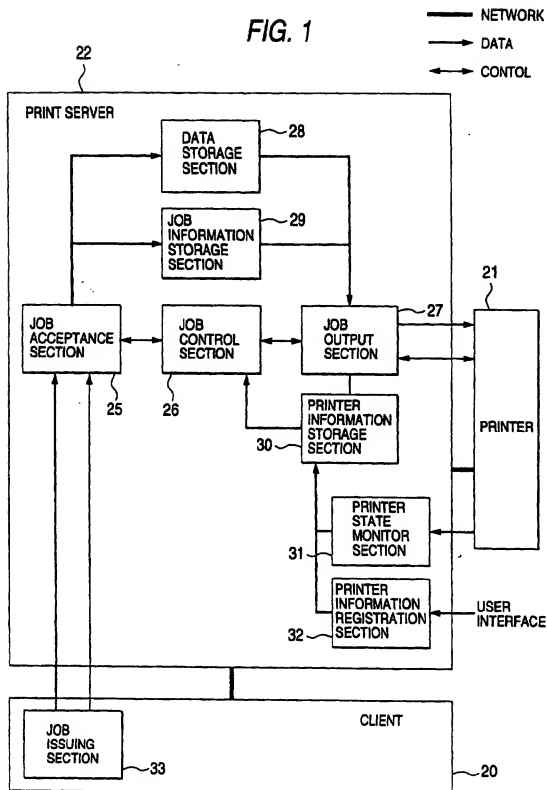 FIG. 1
NETWORK
DATA
CONTOL
22
PRINT SERVER
DATA
STORAGE
SECTION
28
JOB
INFORMATION
STORAGE
SECTION
29
JOB
ACCEPTANCE
SECTION
25
JOB
CONTROL
SECTION
26
JOB
OUTPUT
SECTION
27
21
PRINTER
PRINTER
INFORMATION
STORAGE
SECTION
30
PRINTER
STATE
MONITOR
SECTION
31
PRINTER
INFORMATION
REGISTRATION
SECTION
32
USER
INTERFACE
CLIENT
JOB
ISSUING
SECTION
33
20